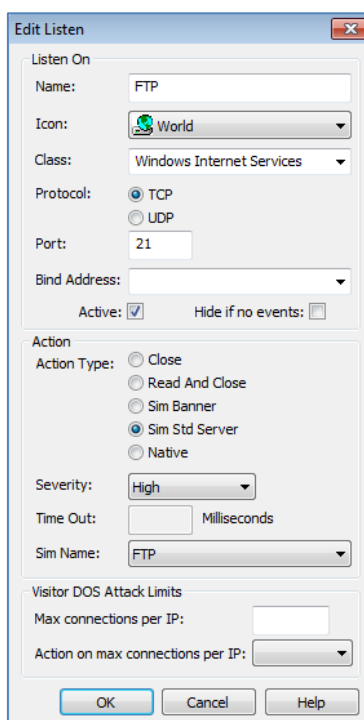 Edit Listen
Listen On
Name: FTP
Icon: World
Class: Windows Internet Services
Protocol: TCP
UDP
Port: 21
Bind Address:
Active: Hide if no events:
Action
Action Type: Close
Read And Close
Sim Banner
Sim Std Server
Native
Severity: High
Time Out: Milliseconds
Sim Name: FTP
Visitor DOS Attack Limits
Max connections per IP:
Action on max connections per IP:
OK Cancel Help